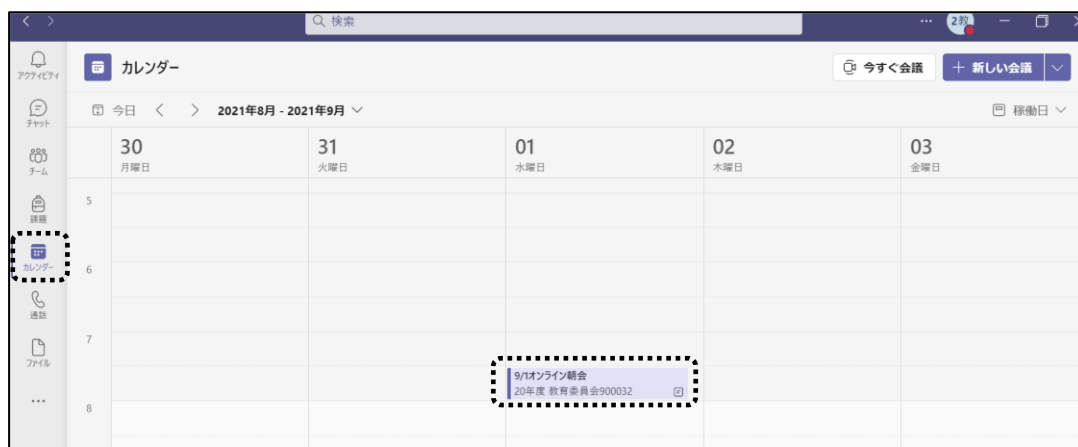 検索
2教
アクティビティ
チャット
チーム
課題
カレンダー
通話
ファイル
カレンダー
今すぐ会議
新しい会議
今日
2021年8月 - 2021年9月
稼働日
30
月曜日
31
火曜日
01
水曜日
02
木曜日
03
金曜日
5
6
7
8
9/1オンライン朝会
20年度 教育委員会900032